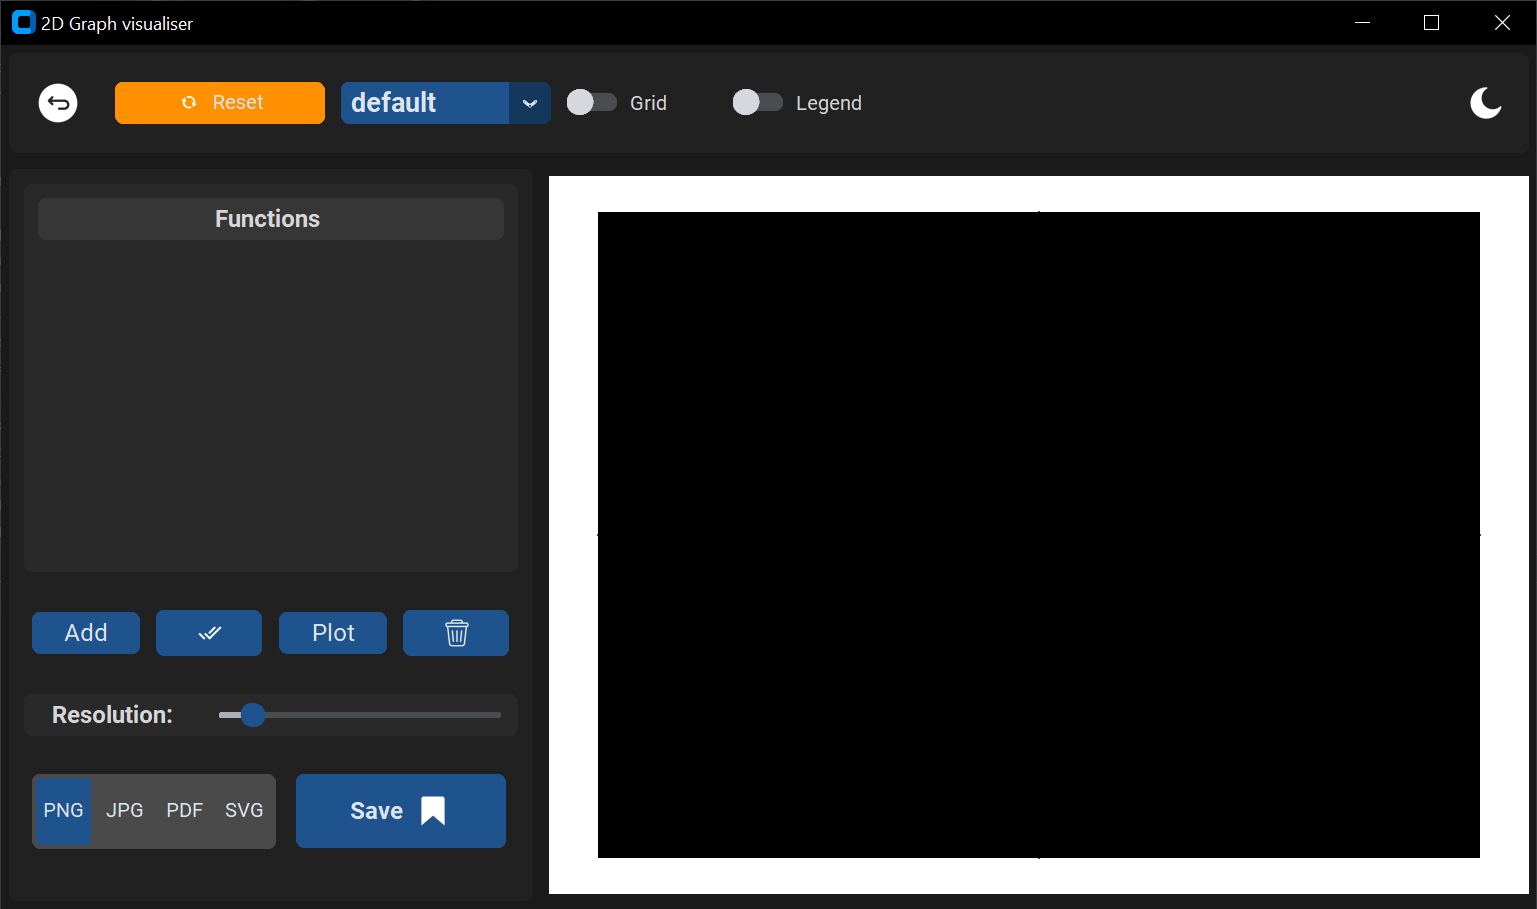 2D Graph visualiser
Reset
default
Grid
Legend
Functions
Add
Plot
Resolution:
PNG JPG PDF SVG
Save